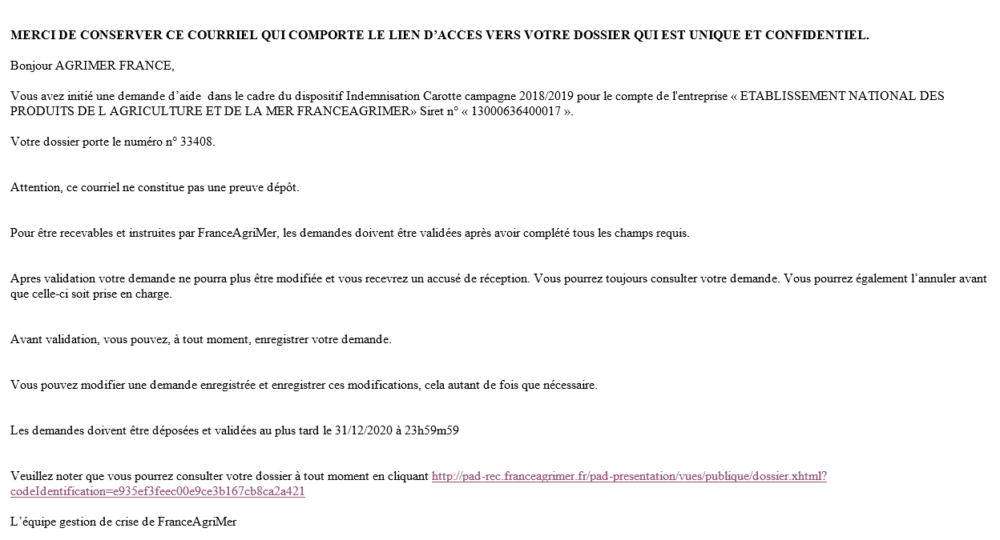 MERCI DE CONSERVER CE COURRIEL QUI COMPORTE LE LIEN D’ACCES VERS VOTRE DOSSIER QUI EST UNIQUE ET CONFIDENTIEL.
Bonjour AGRIMER FRANCE,
Vous avez initié une demande d’aide  dans le cadre du dispositif Indemnisation Carotte campagne 2018/2019 pour le compte de l'entreprise « ETABLISSEMENT NATIONAL DES
PRODUITS DE L AGRICULTURE ET DE LA MER FRANCEAGRIMER» Siret n° « 13000636400017 ».
Votre dossier porte le numéro n° 33408.
Attention, ce courriel ne constitue pas une preuve dépôt.
Pour être recevables et instruites par FranceAgriMer, les demandes doivent être validées après avoir complété tous les champs requis.
Apres validation votre demande ne pourra plus être modifiée et vous recevrez un accusé de réception. Vous pourrez toujours consulter votre demande. Vous pourrez également l’annuler avant
que celle-ci soit prise en charge.
Avant validation, vous pouvez, à tout moment, enregistrer votre demande.
Vous pouvez modifier une demande enregistrée et enregistrer ces modifications, cela autant de fois que nécessaire.
Les demandes doivent être déposées et validées au plus tard le 31/12/2020 à 23h59m59
Veuillez noter que vous pourrez consulter votre dossier à tout moment en cliquant http://pad-rec.franceagrimer.fr/pad-presentation/vues/publique/dossier.xhtml?
codeIdentification=e935ef3feec00e9ce3b167cb8ca2a421
L’équipe gestion de crise de FranceAgriMer